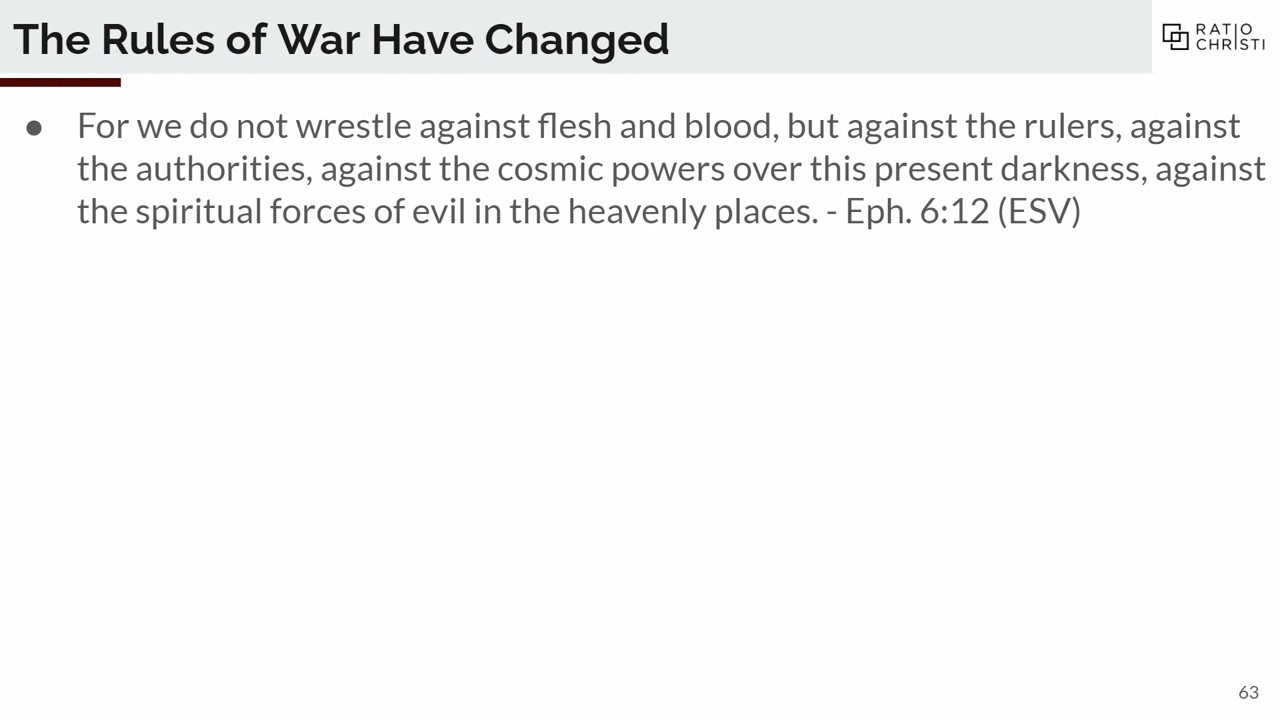 The Rules of War Have Changed
RATIO
CHRISTI
● For we do not wrestle against flesh and blood, but against the rulers, against
the authorities, against the cosmic powers over this present darkness, against
the spiritual forces of evil in the heavenly places. - Eph. 6:12 (ESV)
63